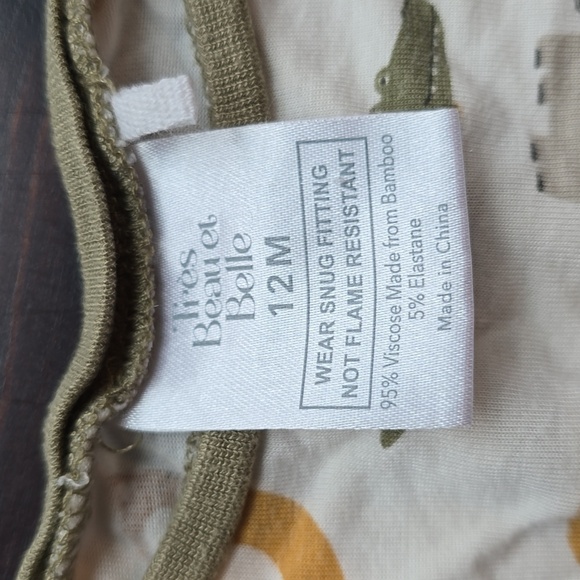 Tres
Beau et
Belle
12 M
WEAR SNUG FITTING
NOT FLAME RESISTANT
95% Viscose Made from Bamboo
5% Elastane
Made in China